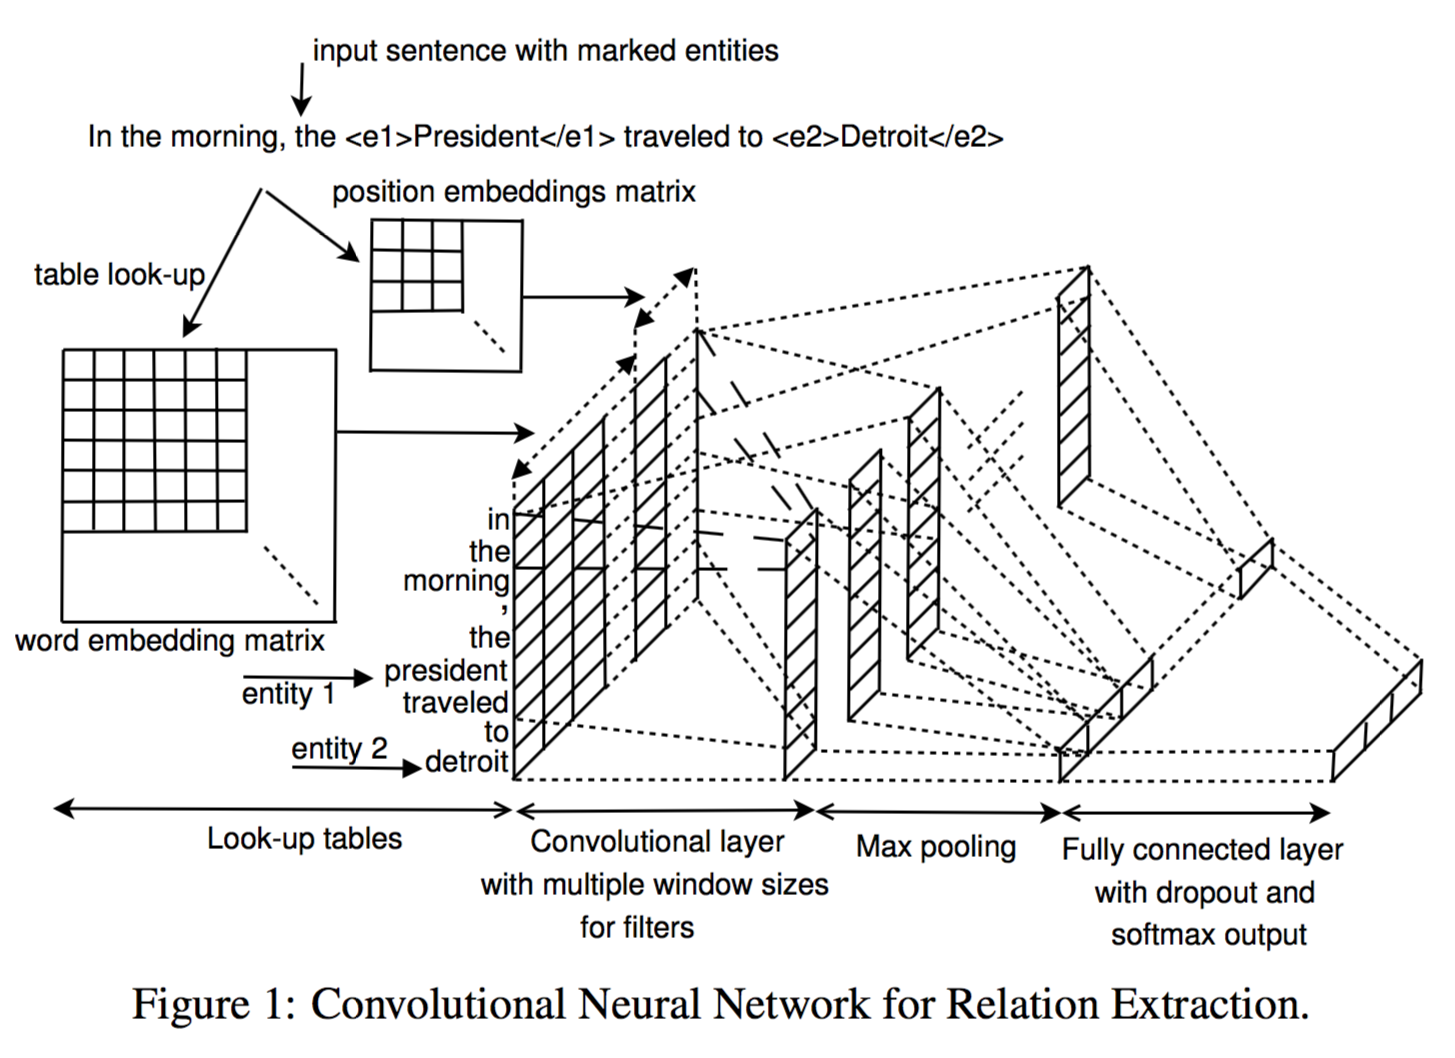 input sentence with marked entities
In the morning, the <e1>President</e1> traveled to <e2>Detroit</e2>
position embeddings matrix
table look-up
in
the
morning
,
the
president
traveled
to
detroit
word embedding matrix
entity 1
entity 2
Look-up tables
Convolutional layer
with multiple window sizes
for filters
Max pooling
Fully connected layer
with dropout and
softmax output
Figure 1: Convolutional Neural Network for Relation Extraction.